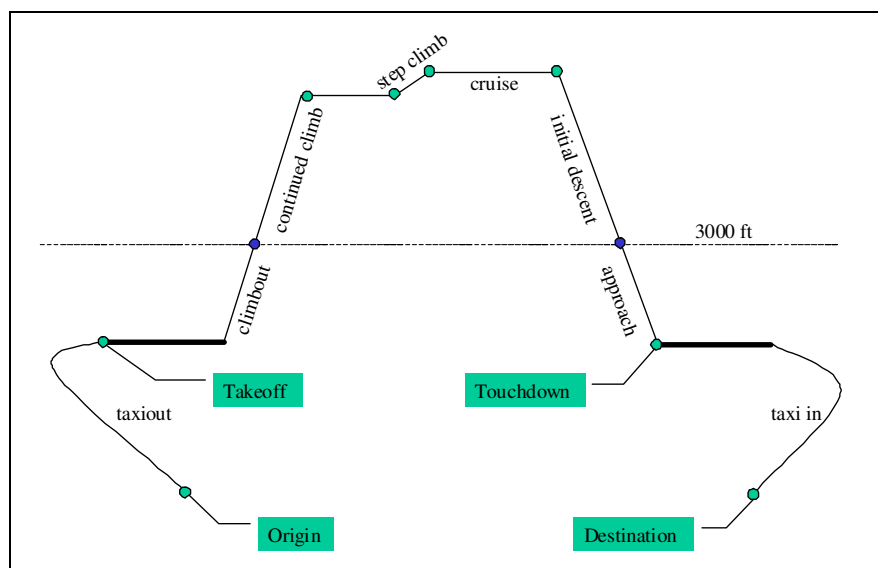 step climb
cruise
continued climb
initial descent
3000 ft
climbout
approach
Takeoff
Touchdown
taxiout
taxi in
Origin
Destination